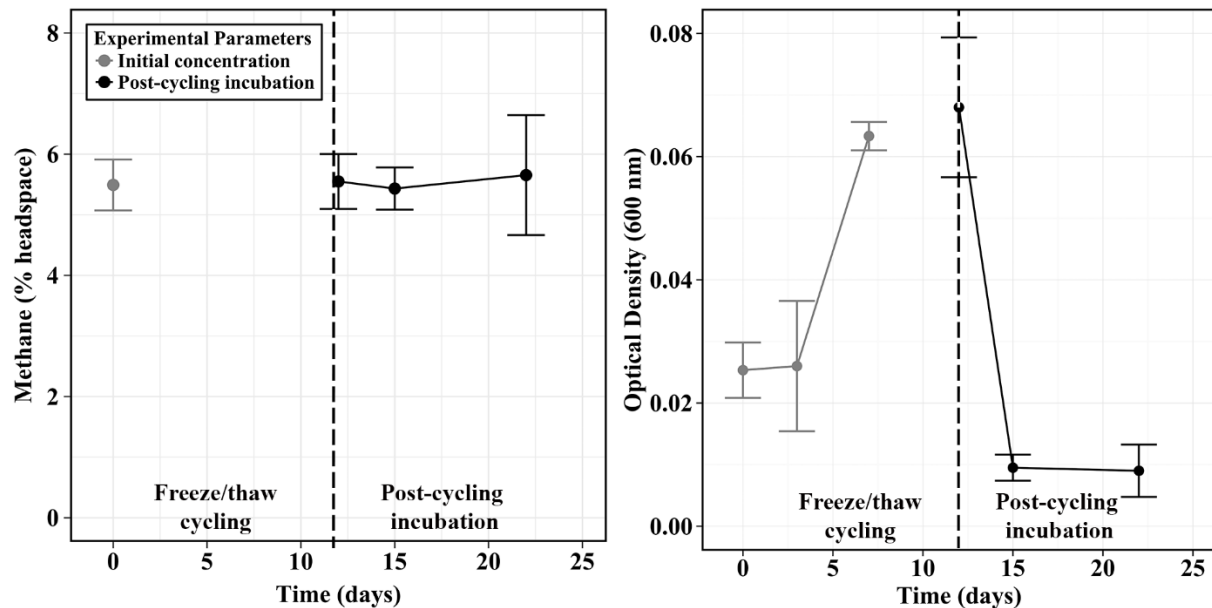 8
6
4
2
0
Methane (% headspace)
Experimental Parameters
Initial concentration
Post-cycling incubation
Freeze/thaw
cycling
Post-cycling
incubation
0 5 10 15 20 25
Time (days)
0.08
0.06
0.04
0.02
0.00
Optical Density (600 nm)
Freeze/thaw
cycling
Post-cycling
incubation
0 5 10 15 20 25
Time (days)